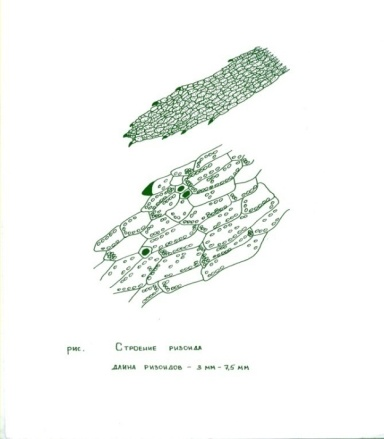 рис. Строение ризоида
длина ризоидов - 3 мм - 7,5 мм